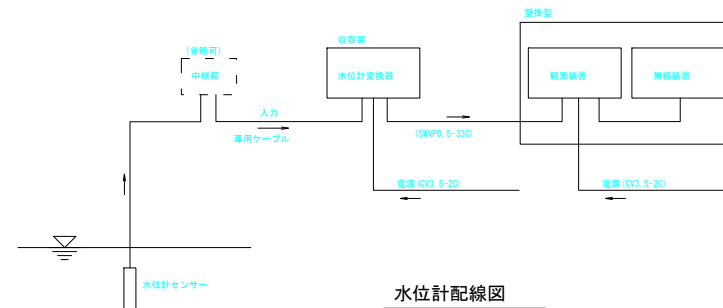 壁掛型
(省略可)
収容箱
中継箱
水位計変換器
観測装置
無線装置
入力
専用ケーブル
(SWVP0.5-33C)
電源(CV3.5-2C)
電源(CV3.5-2C)
水位計センサー
水位計配線図